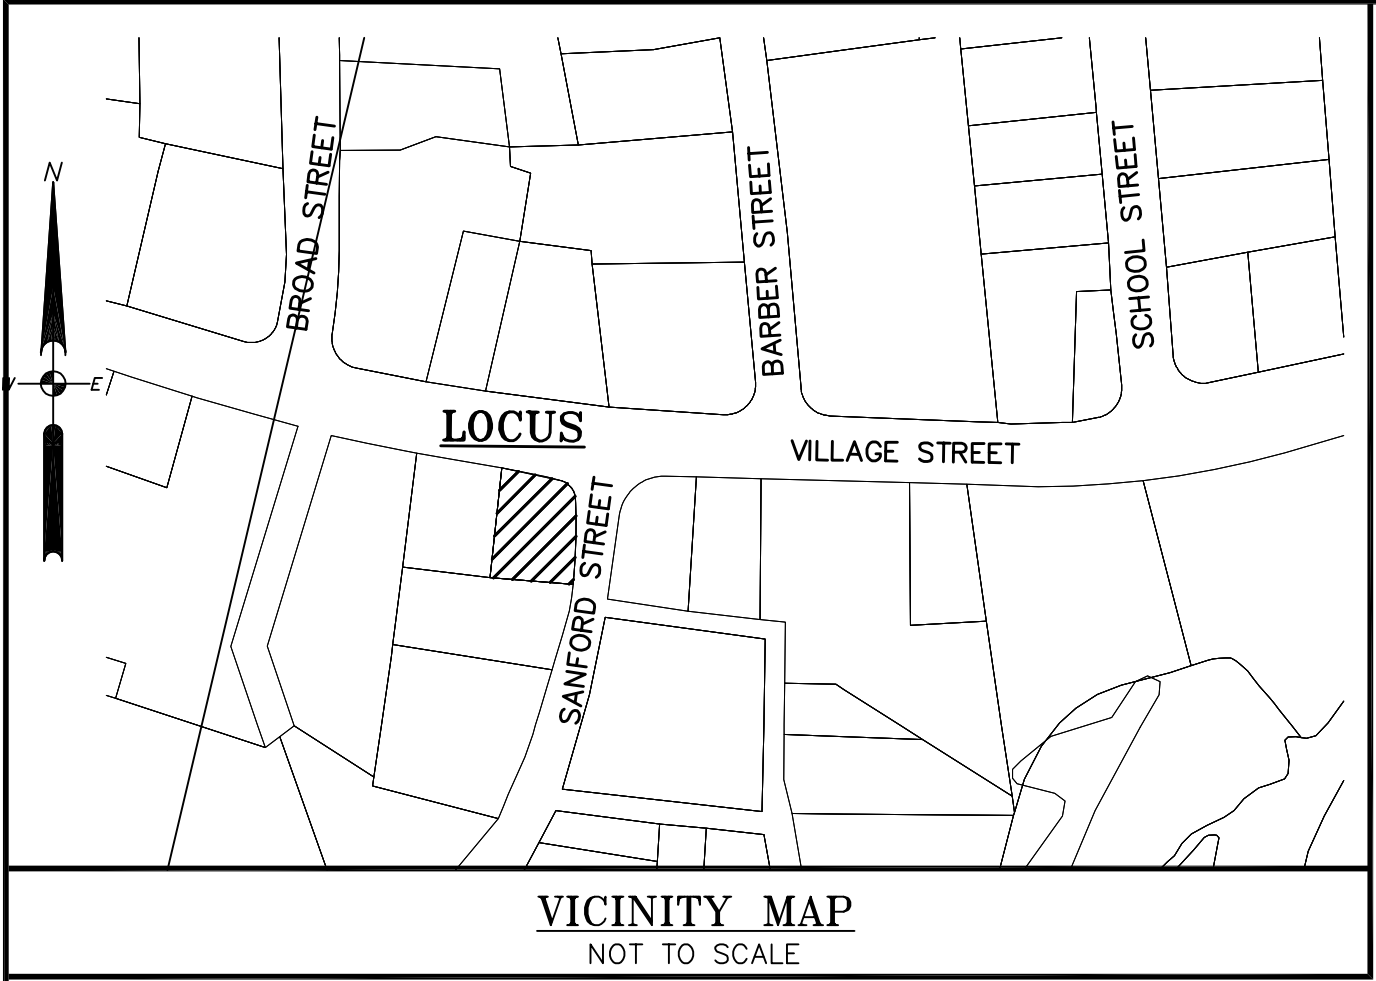 N
W
E
BROAD STREET
BARBER STREET
SCHOOL STREET
LOCUS
VILLAGE STREET
SANFORD STREET
VICINITY MAP
NOT TO SCALE